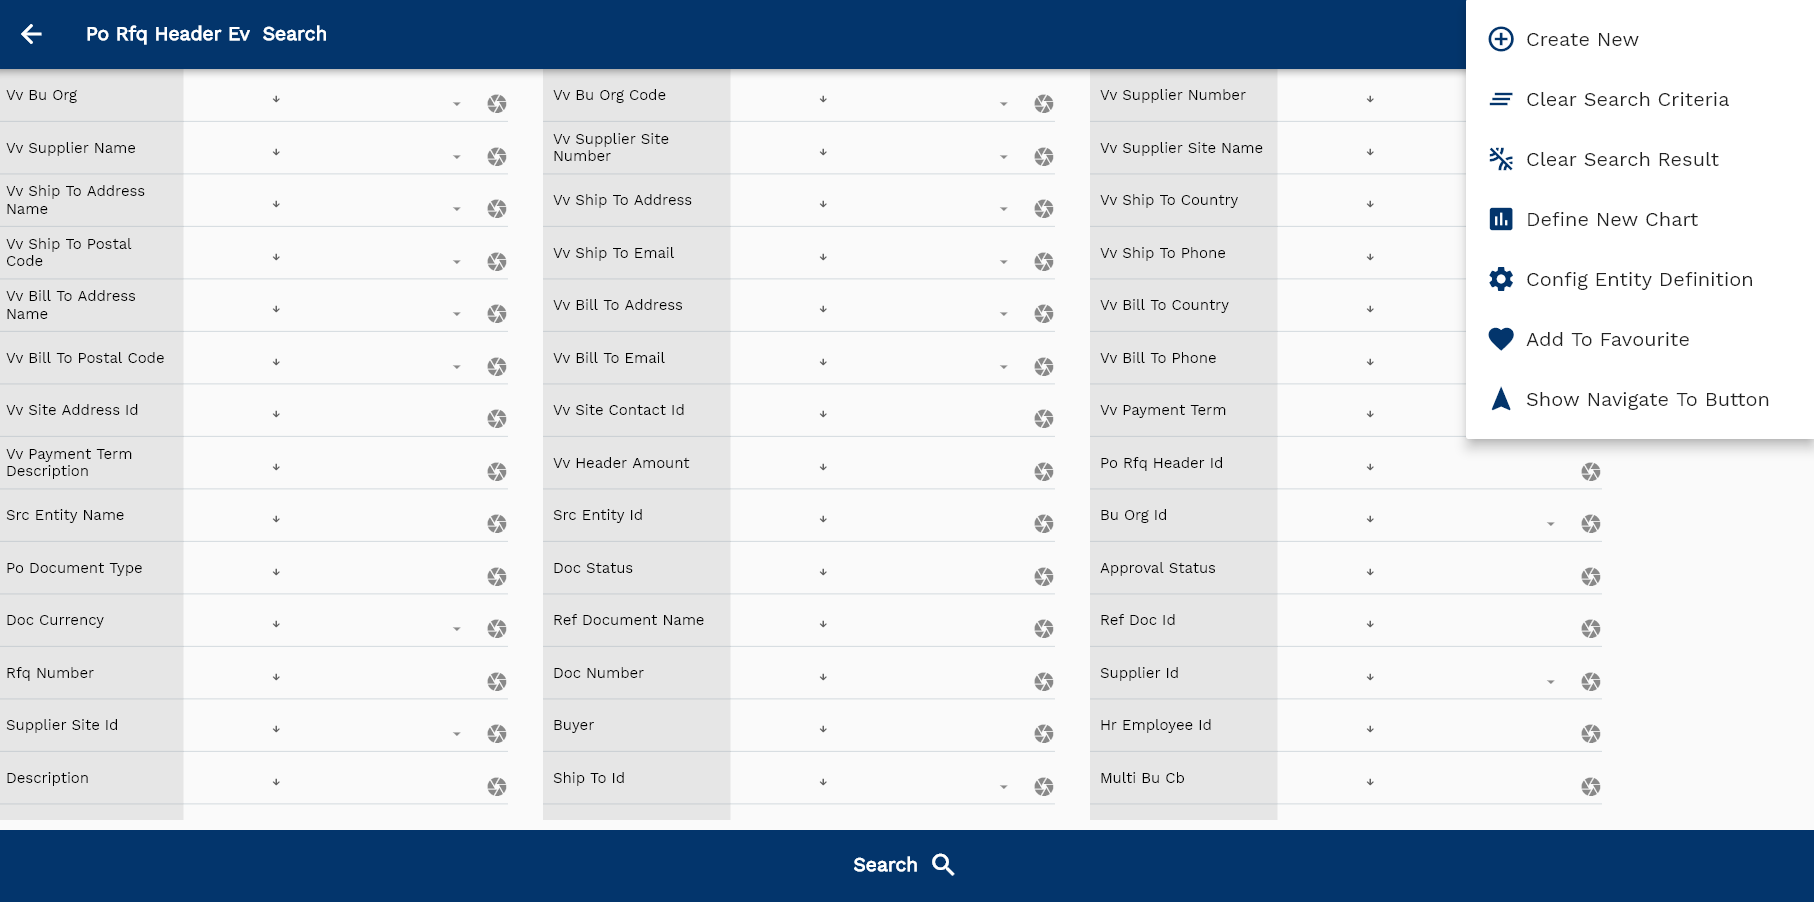 Po Rfq Header Ev  Search
Create New
Clear Search Criteria
Clear Search Result
Define New Chart
Config Entity Definition
Add To Favourite
Show Navigate To Button
Vv Bu Org
Vv Bu Org Code
Vv Supplier Number
Vv Supplier Name
Vv Supplier Site
Number
Vv Supplier Site Name
Vv Ship To Address
Name
Vv Ship To Address
Vv Ship To Country
Vv Ship To Postal
Code
Vv Ship To Email
Vv Ship To Phone
Vv Bill To Address
Name
Vv Bill To Address
Vv Bill To Country
Vv Bill To Postal Code
Vv Bill To Email
Vv Bill To Phone
Vv Site Address Id
Vv Site Contact Id
Vv Payment Term
Vv Payment Term
Description
Vv Header Amount
Po Rfq Header Id
Src Entity Name
Src Entity Id
Bu Org Id
Po Document Type
Doc Status
Approval Status
Doc Currency
Ref Document Name
Ref Doc Id
Rfq Number
Doc Number
Supplier Id
Supplier Site Id
Buyer
Hr Employee Id
Description
Ship To Id
Multi Bu Cb
Search